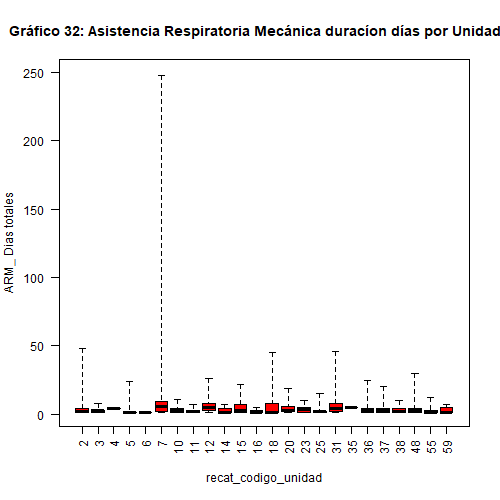 Gráfico 32: Asistencia Respiratoria Mecánica duracíon días por Unidad
250
200
150
100
50
0
ARM_ Dias totales
2 3 4 5 6 7 10 11 12 14 15 16 18 20 23 25 31 35 36 37 38 48 55 59
recat_codigo_unidad